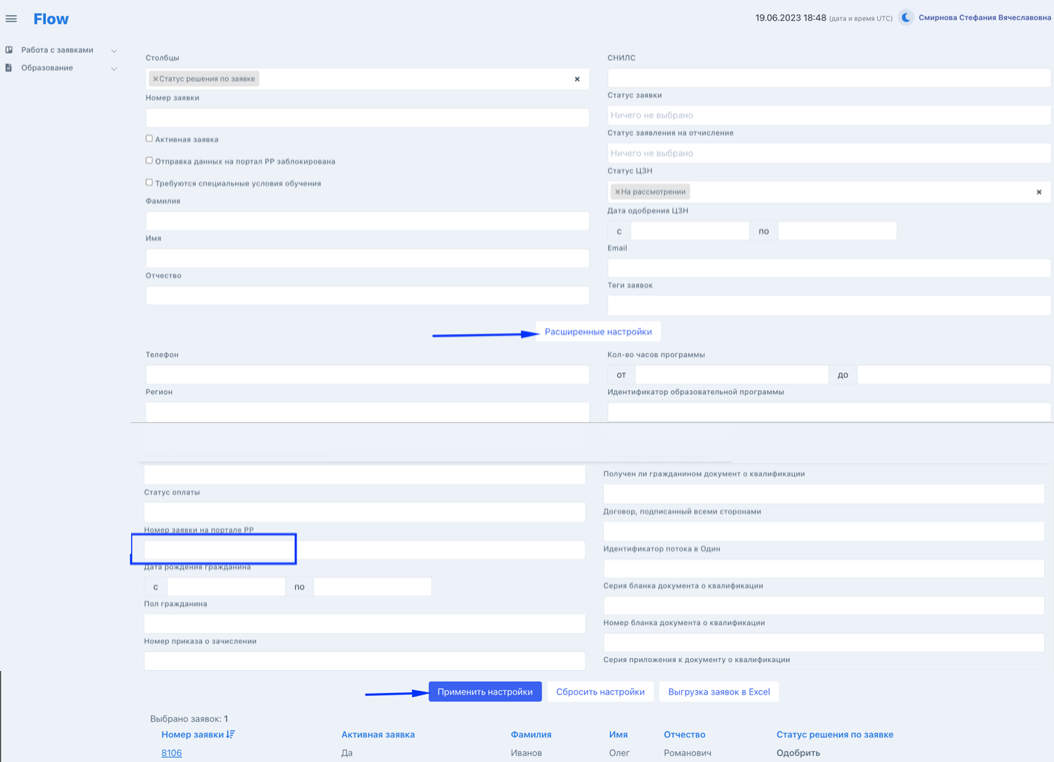 Flow
19.06.2023 18:48 (дата и время UTC) Смирнова Стефания Вячеславовна
Работа с заявками
Образование
Столбцы
×Статус решения по заявке ×
Номер заявки
Активная заявка
Отправка данных на портал РР заблокирована
Требуются специальные условия обучения
Фамилия
Имя
Отчество
СНИЛС
Статус заявки
Ничего не выбрано
Статус заявления на отчисление
Ничего не выбрано
Статус ЦЗН
×На рассмотрении ×
Дата одобрения ЦЗН
с по
Email
Теги заявок
Расширенные настройки
Телефон
Регион
Кол-во часов программы
от до
Идентификатор образовательной программы
Статус оплаты
Номер заявки на портале РР
Дата рождения гражданина
с по
Пол гражданина
Номер приказа о зачислении
Получен ли гражданином документ о квалификации
Договор, подписанный всеми сторонами
Идентификатор потока в Один
Серия бланка документа о квалификации
Номер бланка документа о квалификации
Серия приложения к документу о квалификации
Применить настройки Сбросить настройки Выгрузка заявок в Excel
Выбрано заявок: 1
Номер заявки Активная заявка Фамилия Имя Отчество Статус решения по заявке
8106 Да Иванов Олег Романович Одобрить